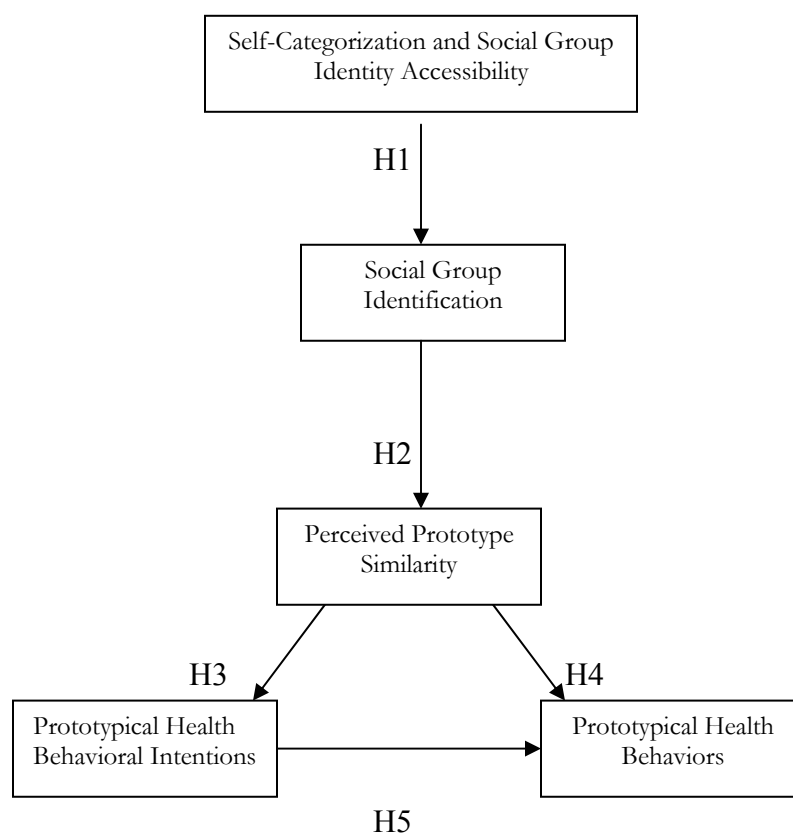 Self-Categorization and Social Group
Identity Accessibility
H1
Social Group
Identification
H2
Perceived Prototype
Similarity
H3
H4
Prototypical Health
Behavioral Intentions
Prototypical Health
Behaviors
H5